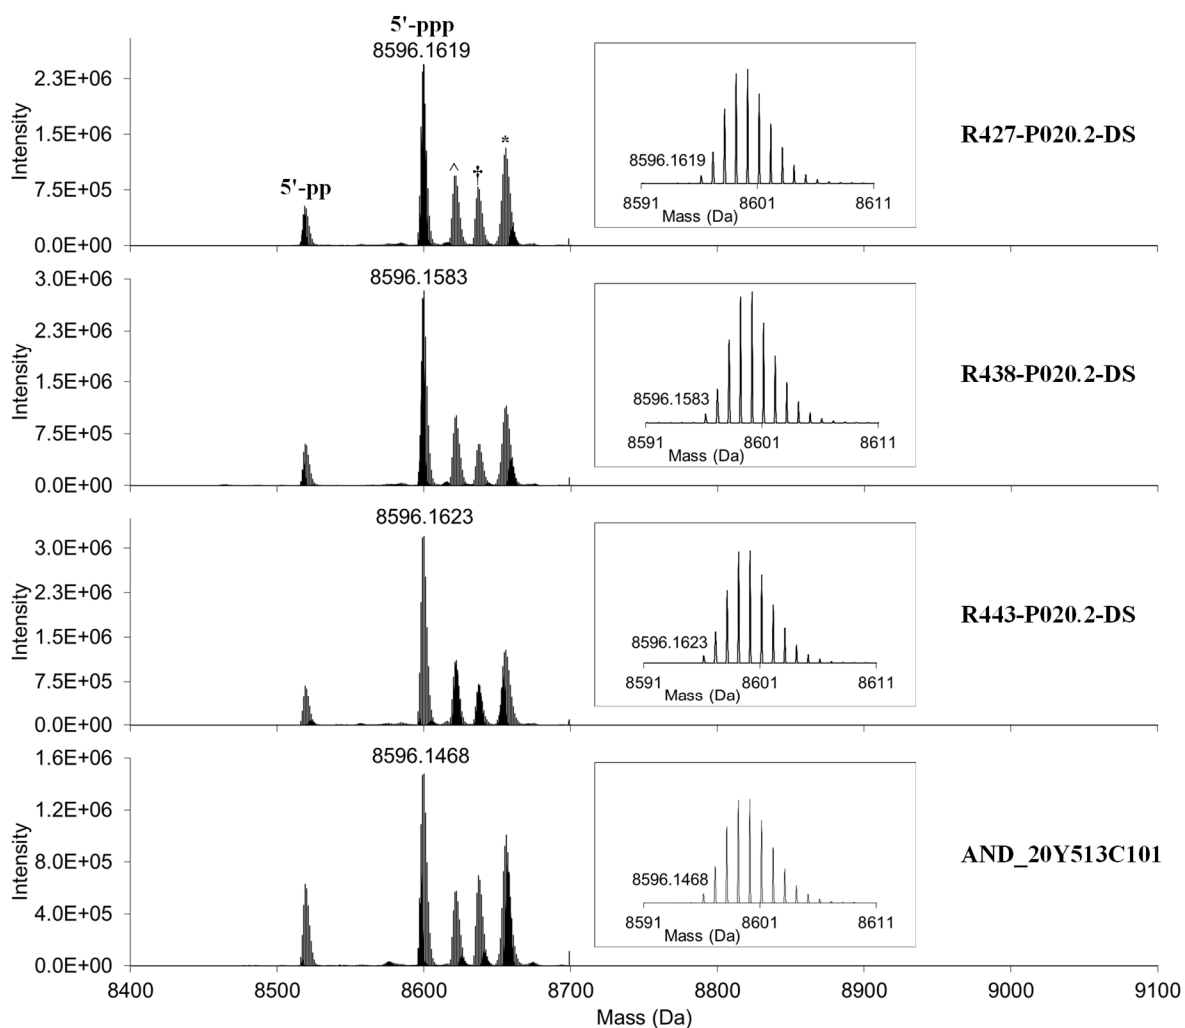 5'-ppp
8596.1619
2.3E+06
1.5E+06
7.5E+05
0.0E+00
Intensity
5'-pp
^
‡
*
8596.1619
8591
8601
8611
Mass (Da)
R427-P020.2-DS
8596.1583
3.0E+06
2.3E+06
1.5E+06
7.5E+05
0.0E+00
Intensity
8596.1583
8591
8601
8611
Mass (Da)
R438-P020.2-DS
8596.1623
3.0E+06
2.3E+06
1.5E+06
7.5E+05
0.0E+00
Intensity
8596.1623
8591
8601
8611
Mass (Da)
R443-P020.2-DS
8596.1468
1.6E+06
1.2E+06
8.0E+05
4.0E+05
0.0E+00
Intensity
8596.1468
8591
8601
8611
Mass (Da)
AND_20Y513C101
8400
8500
8600
8700
8800
8900
9000
9100
Mass (Da)